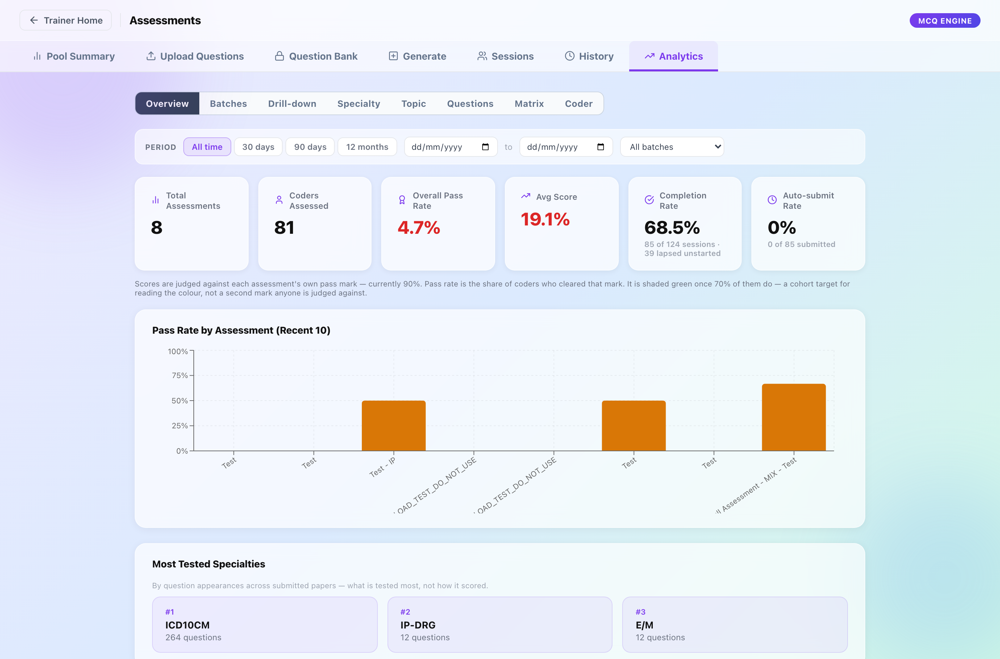 Trainer Home
Assessments
MCQ ENGINE
Pool Summary
Upload Questions
Question Bank
Generate
Sessions
History
Analytics
Overview
Batches
Drill-down
Specialty
Topic
Questions
Matrix
Coder
PERIOD
All time
30 days
90 days
12 months
dd/mm/yyyy
to
dd/mm/yyyy
All batches
Total
Assessments
8
Coders
Assessed
81
Overall Pass
Rate
4.7%
Avg Score
19.1%
Completion
Rate
68.5%
85 of 124 sessions ·
39 lapsed unstarted
Auto-submit
Rate
0%
0 of 85 submitted
Scores are judged against each assessment's own pass mark — currently 90%. Pass rate is the share of coders who cleared that mark. It is shaded green once 70% of them do — a cohort target for
reading the colour, not a second mark anyone is judged against.
Pass Rate by Assessment (Recent 10)
100%
75%
50%
25%
0%
Test
Test
Test - IP
OAD_TEST_DO_NOT_USE
OAD_TEST_DO_NOT_USE
Test
Test
Assessment - MIX - Test
Most Tested Specialties
By question appearances across submitted papers — what is tested most, not how it scored.
#1
ICD10CM
264 questions
#2
IP-DRG
12 questions
#3
E/M
12 questions